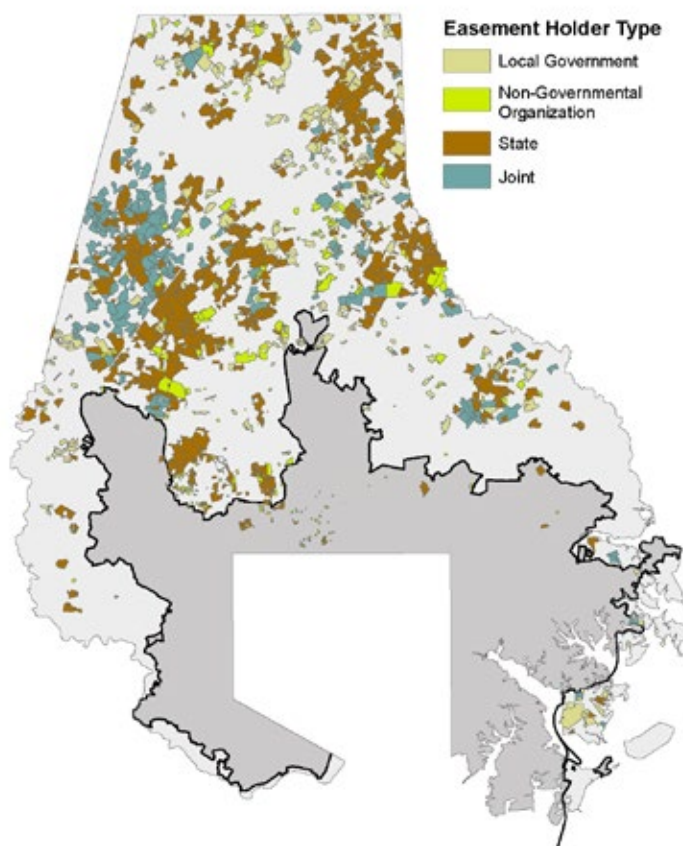 Easement Holder Type
Local Government
Non-Governmental
Organization
State
Joint